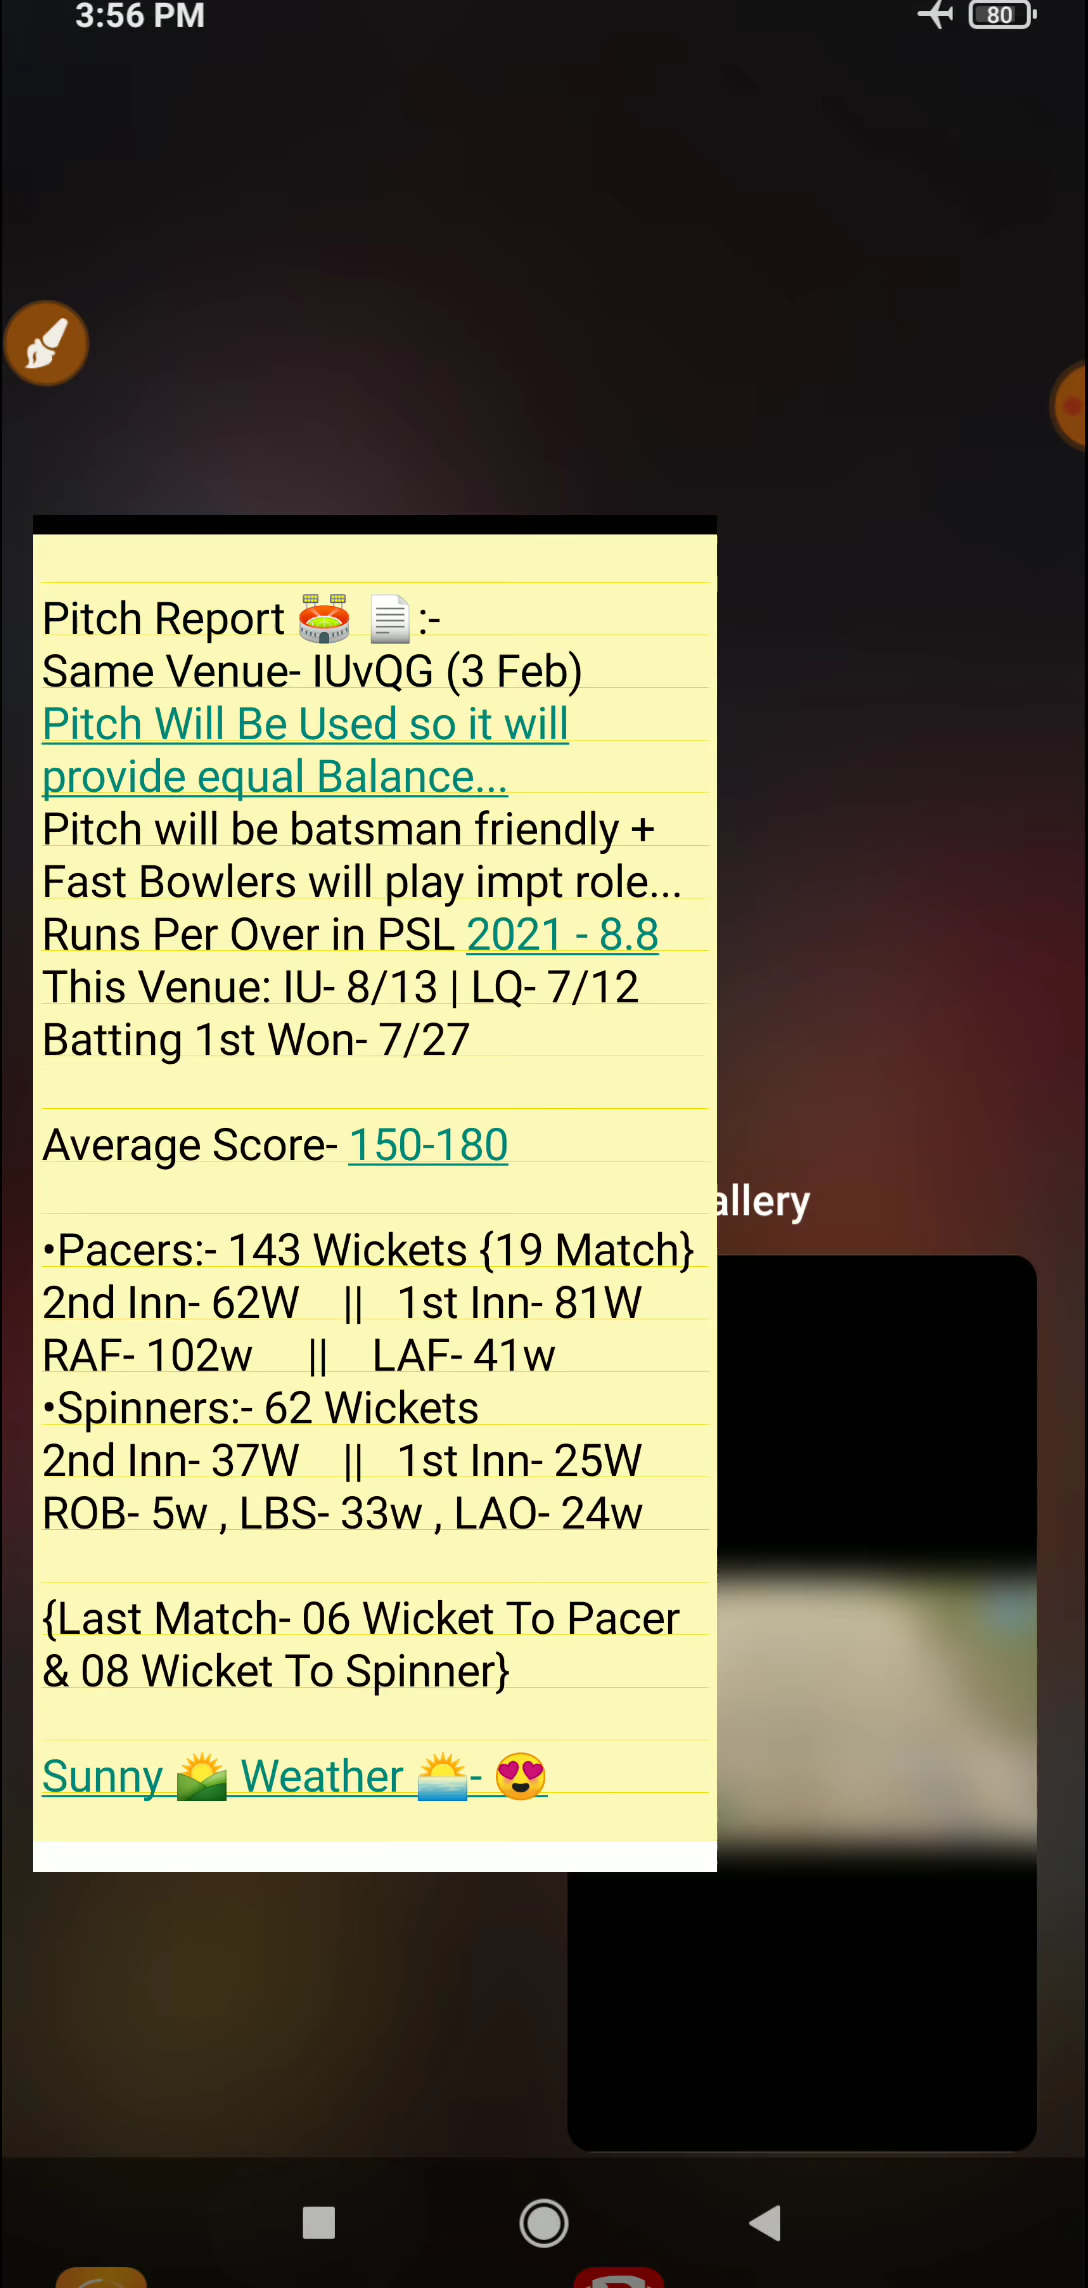 3:56 PM
80
Pitch Report 🏟️ 📄:-
Same Venue- IUvQG (3 Feb)
Pitch Will Be Used so it will
provide equal Balance...
Pitch will be batsman friendly +
Fast Bowlers will play impt role...
Runs Per Over in PSL 2021 - 8.8
This Venue: IU- 8/13 | LQ- 7/12
Batting 1st Won- 7/27
Average Score- 150-180
allery
•Pacers:- 143 Wickets {19 Match}
2nd Inn- 62W || 1st Inn- 81W
RAF- 102w || LAF- 41w
•Spinners:- 62 Wickets
2nd Inn- 37W || 1st Inn- 25W
ROB- 5w , LBS- 33w , LAO- 24w
{Last Match- 06 Wicket To Pacer
& 08 Wicket To Spinner}
Sunny 🌄 Weather 🌅- 😍